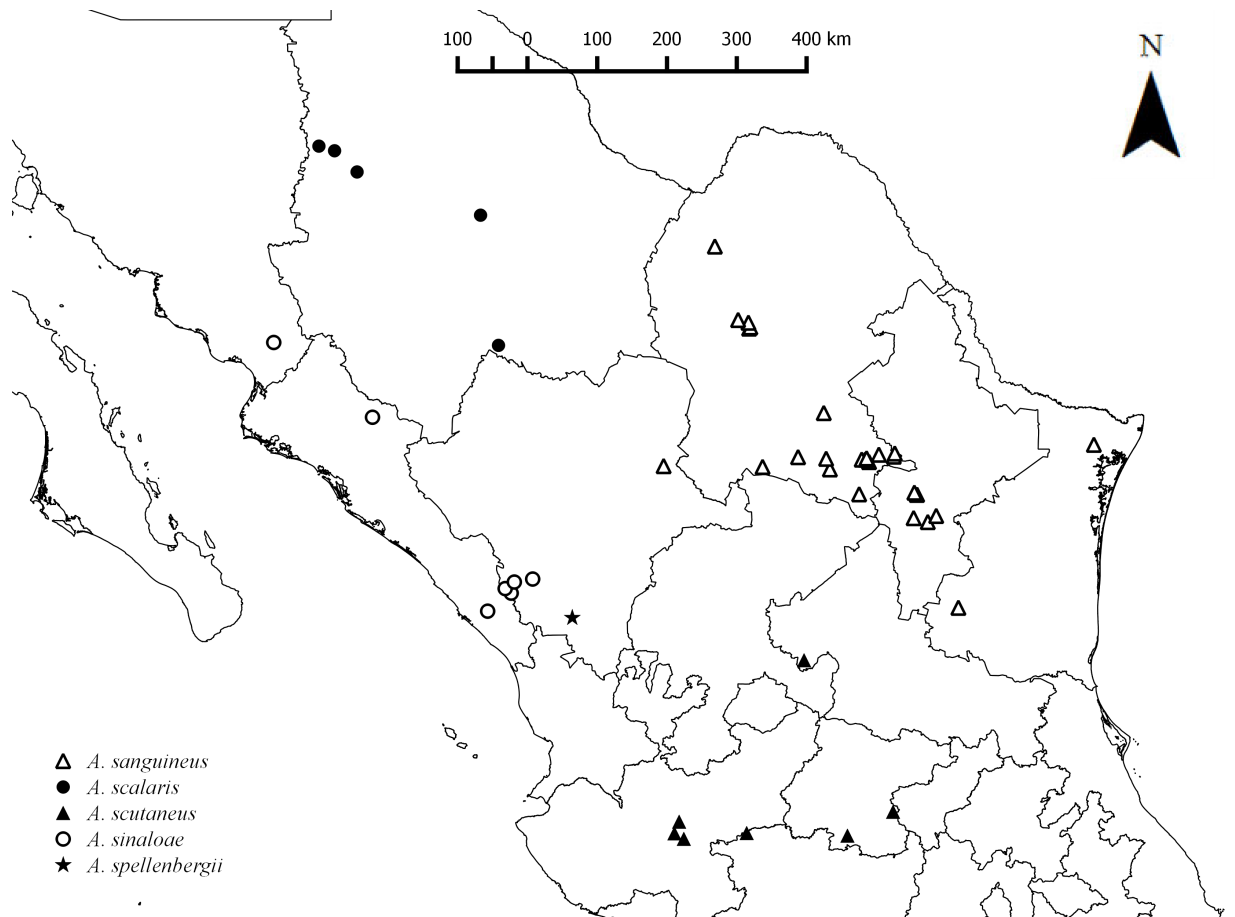 100 0 100 200 300 400 km
N
A. sanguineus
A. scalaris
A. scutaneus
A. sinaloae
A. spellenbergii